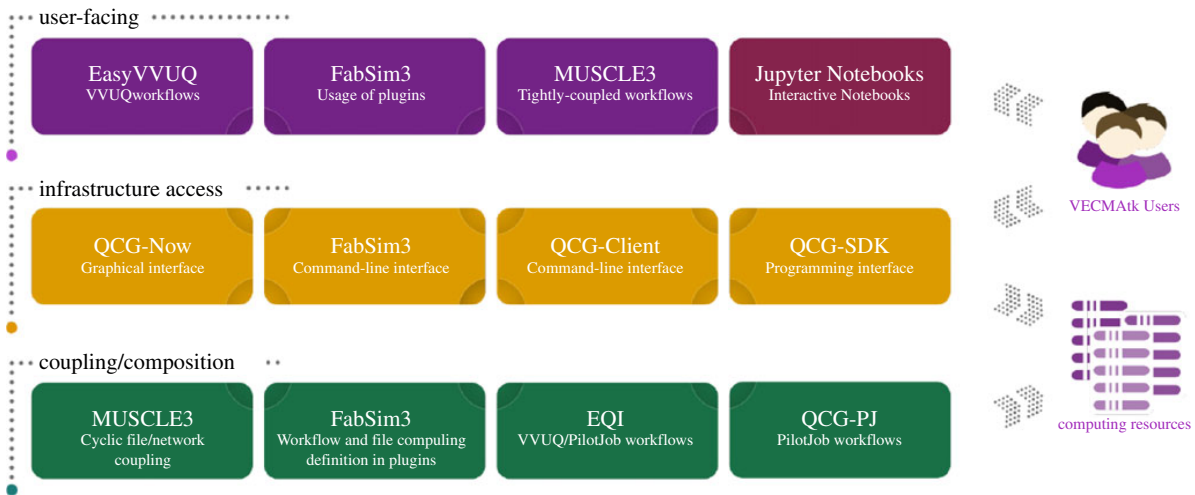 user-facing
EasyVVUQ
VVUQworkflows
FabSim3
Usage of plugins
MUSCLE3
Tightly-coupled workflows
Jupyter Notebooks
Interactive Notebooks
VECMAtk Users
infrastructure access
QCG-Now
Graphical interface
FabSim3
Command-line interface
QCG-Client
Command-line interface
QCG-SDK
Programming interface
coupling/composition
MUSCLE3
Cyclic file/network
coupling
FabSim3
Workflow and file compuling
definition in plugins
EQI
VVUQ/PilotJob workflows
QCG-PJ
PilotJob workflows
computing resources